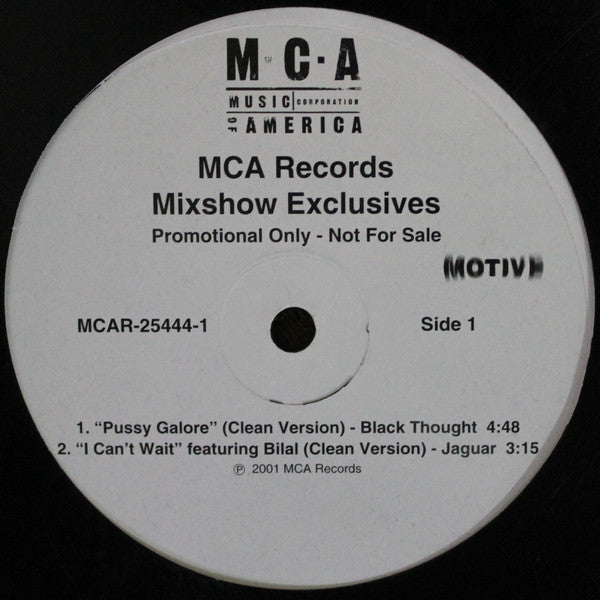 M·C·A
MUSIC CORPORATION
OF AMERICA
MCA Records
Mixshow Exclusives
Promotional Only - Not For Sale
MOTIVE
MCAR-25444-1
Side 1
1. “Pussy Galore” (Clean Version) - Black Thought 4:48
2. “I Can't Wait” featuring Bilal (Clean Version) - Jaguar 3:15
℗ 2001 MCA Records